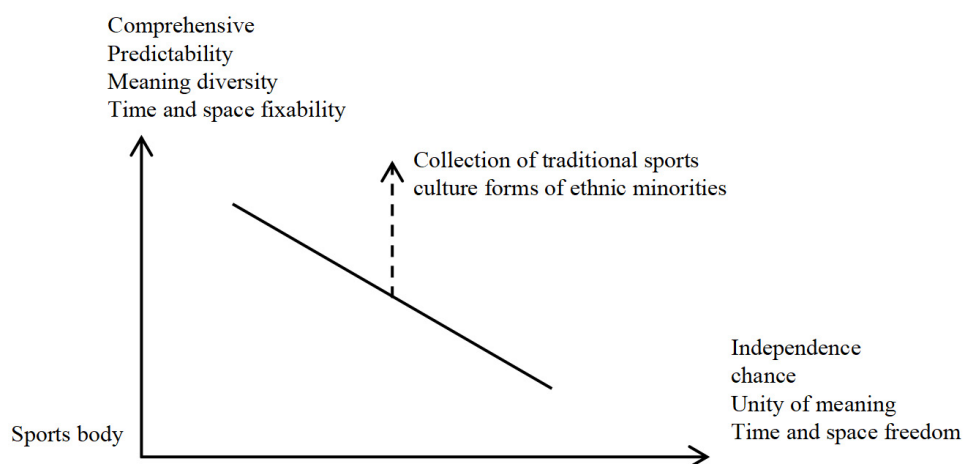 Comprehensive
Predictability
Meaning diversity
Time and space fixability
Collection of traditional sports
culture forms of ethnic minorities
Independence
chance
Unity of meaning
Time and space freedom
Sports body